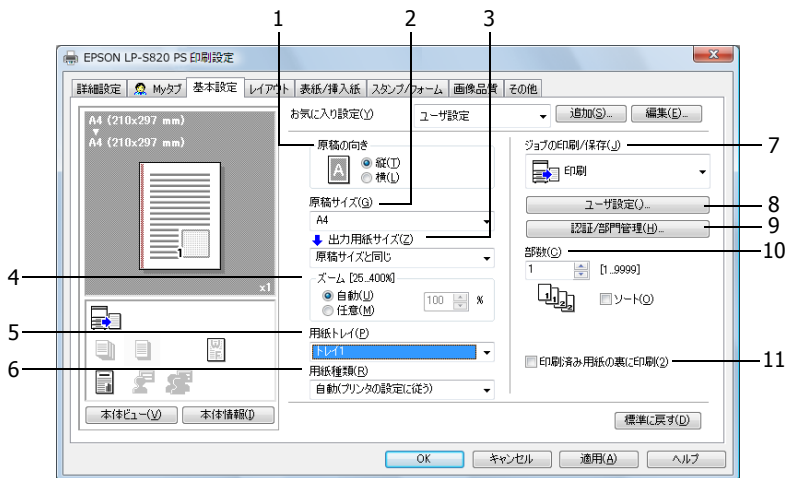 1 2 3
EPSON LP-S820 PS 印刷設定
詳細設定 Myタブ 基本設定 レイアウト 表紙/挿入紙 スタンプ/フォーム 画像品質 その他
A4 (210x297 mm)
A4 (210x297 mm)
1
x1
本体ビュー(V) 本体情報(I)
お気に入り設定(Y) ユーザ設定 追加(S)... 編集(E)...
原稿の向き
A
縦(T)
横(L)
原稿サイズ(G)
A4
出力用紙サイズ(Z)
原稿サイズと同じ
4
ズーム [25..400%]
自動(U)
任意(M)
100 %
5
用紙トレイ(P)
トレイ1
6
用紙種類(R)
自動(プリンタの設定に従う)
ジョブの印刷/保存(J) 7
印刷
ユーザ設定()... 8
認証/部門管理(H)... 9
部数(C) 10
1 [1..9999]
1 1 2 2
ソート(O)
印刷済み用紙の裏に印刷(2) 11
標準に戻す(D)
OK キャンセル 適用(A) ヘルプ